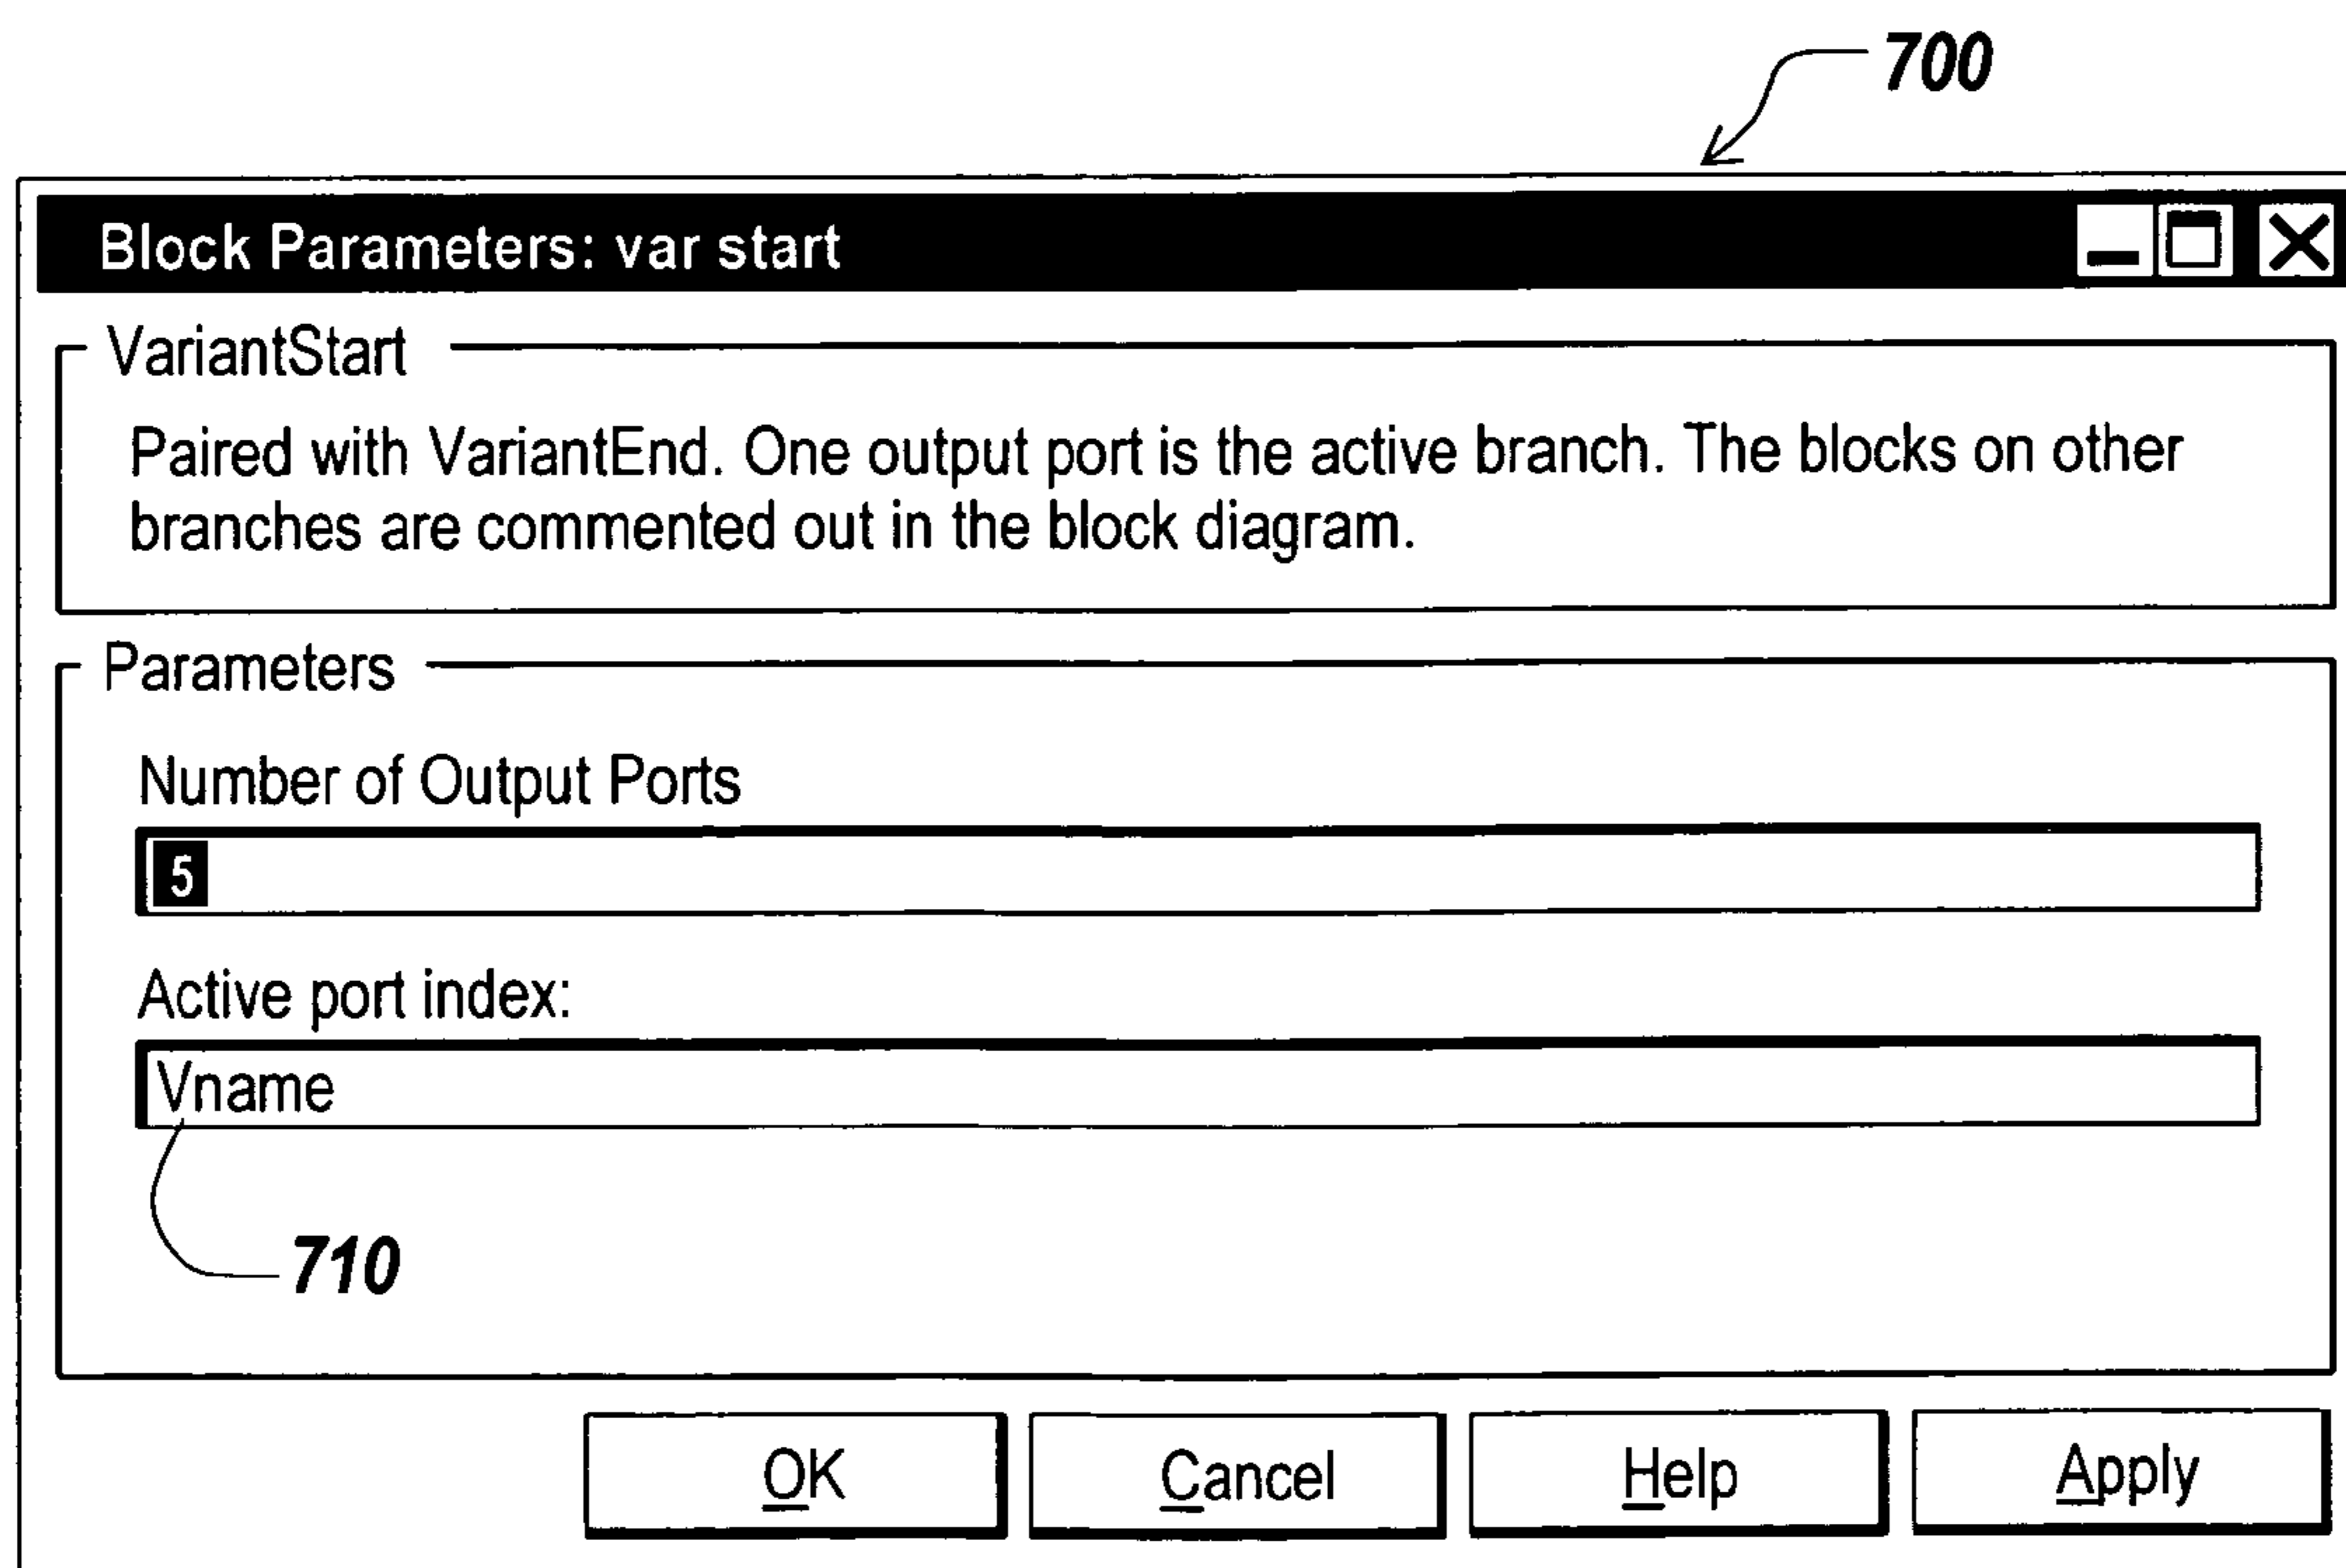 700
Block Parameters: var start
VariantStart
Paired with VariantEnd. One output port is the active branch. The blocks on other
branches are commented out in the block diagram.
Parameters
Number of Output Ports
5
Active port index:
Vname
710
OK
Cancel
Help
Apply